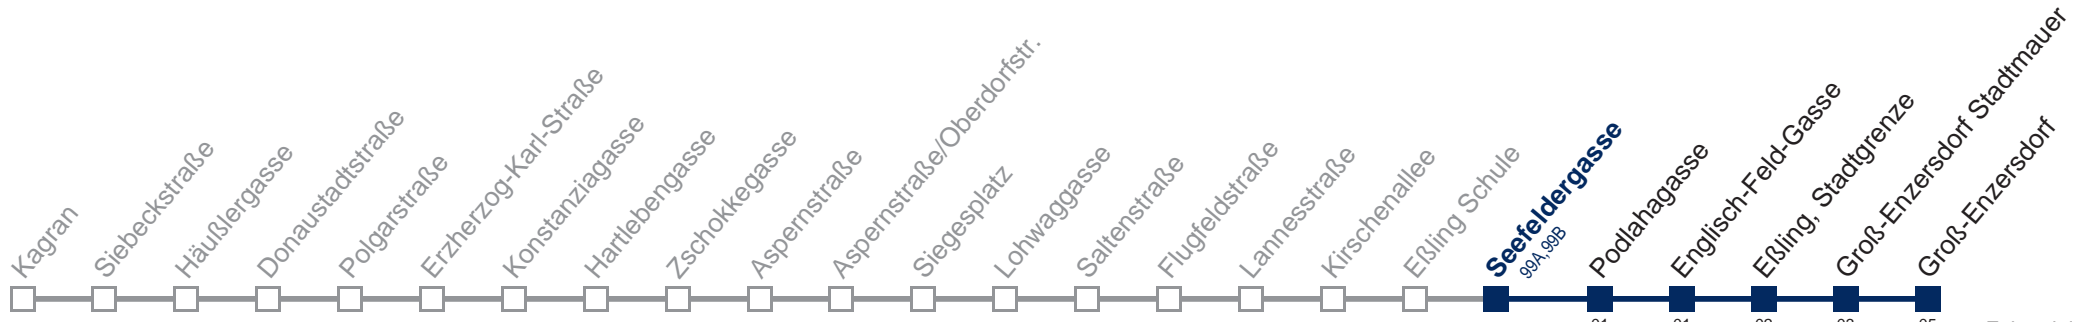 Kagran
Siebeckstraße
Häußlergasse
Donaustadtstraße
Polgarstraße
Erzherzog-Karl-Straße
Konstanziagasse
Hartlebengasse
Zschokkegasse
Aspernstraße
Aspernstraße/Oberdorfstr.
Siegesplatz
Lohwaggasse
Saltenstraße
Flugfeldstraße
Lannesstraße
Kirschenallee
Eßling Schule
Seefeldergasse
99A,99B
Podlahagasse
Englisch-Feld-Gasse
Eßling, Stadtgrenze
Groß-Enzersdorf Stadtmauer
Groß-Enzersdorf